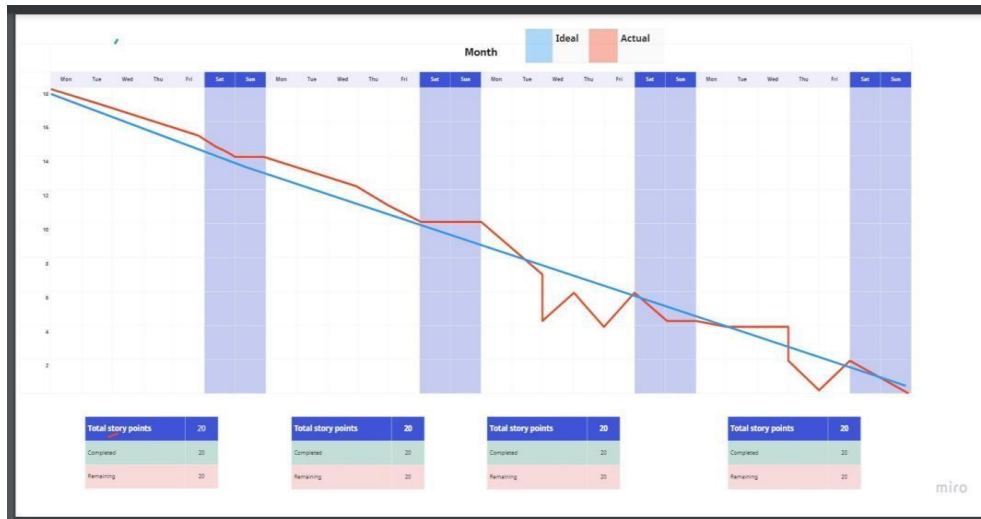 Ideal Actual
Month
Mon Tue Wed Thu Fri Sat Sun Mon Tue Wed Thu Fri Sat Sun Mon Tue Wed Thu Fri Sat Sun Mon Tue Wed Thu Fri Sat Sun
18
16
14
12
10
8
6
4
2
Total story points 20 Total story points 20 Total story points 20 Total story points 20
Completed 20 Completed 20 Completed 20 Completed 20
Remaining 20 Remaining 20 Remaining 20 Remaining 20
miro